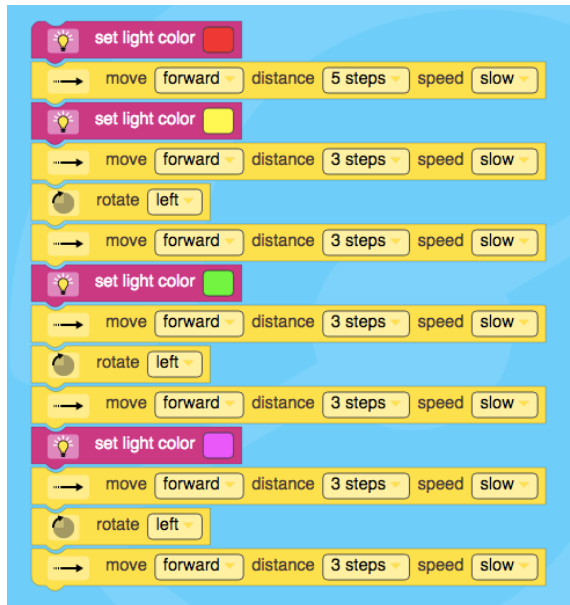 set light color
move forward distance 5 steps speed slow
set light color
move forward distance 3 steps speed slow
rotate left
move forward distance 3 steps speed slow
set light color
move forward distance 3 steps speed slow
rotate left
move forward distance 3 steps speed slow
set light color
move forward distance 3 steps speed slow
rotate left
move forward distance 3 steps speed slow